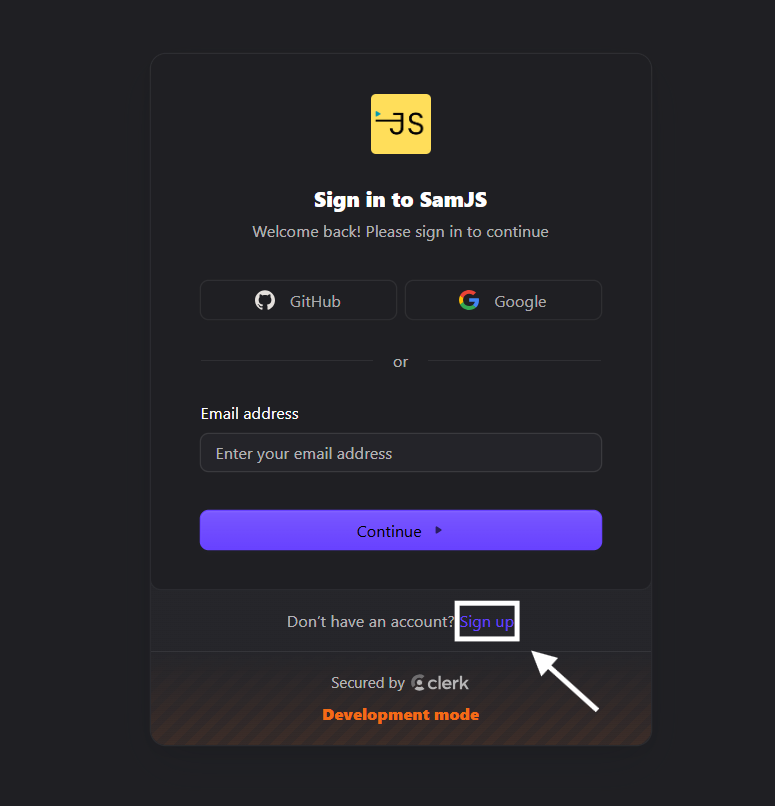 JS
Sign in to SamJS
Welcome back! Please sign in to continue
GitHub
Google
or
Email address
Enter your email address
Continue
Don’t have an account? Sign up
Secured by clerk
Development mode